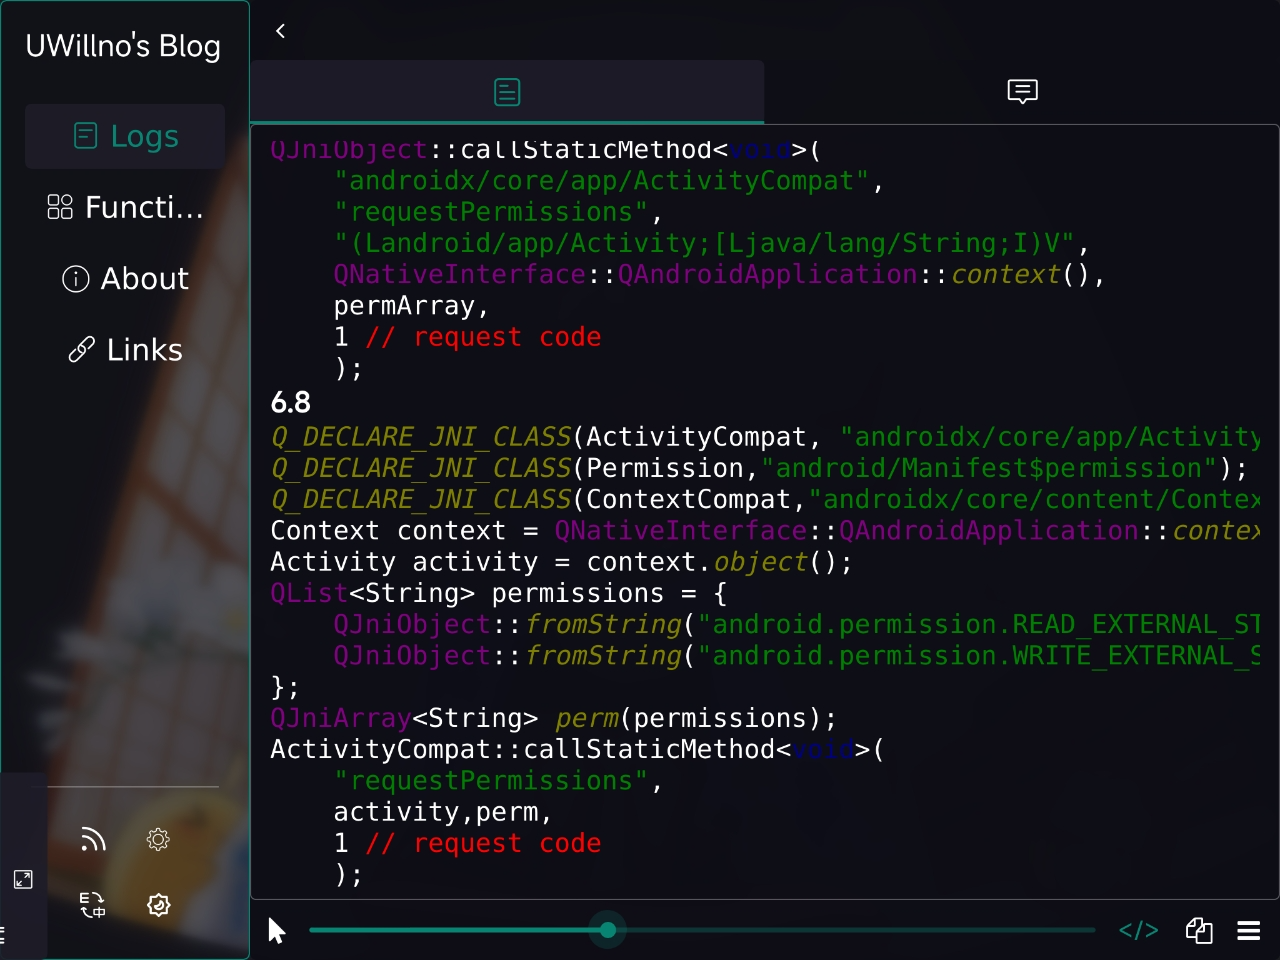 UWillno's Blog
Logs
Functi...
About
Links
QJniObject::callStaticMethod<void>(
"androidx/core/app/ActivityCompat",
"requestPermissions",
"(Landroid/app/Activity;[Ljava/lang/String;I)V",
QNativeInterface::QAndroidApplication::context(),
permArray,
1 // request code
);
6.8
Q_DECLARE_JNI_CLASS(ActivityCompat, "androidx/core/app/Activity
Q_DECLARE_JNI_CLASS(Permission,"android/Manifest$permission");
Q_DECLARE_JNI_CLASS(ContextCompat,"androidx/core/content/Contex
Context context = QNativeInterface::QAndroidApplication::contex
Activity activity = context.object();
QList<String> permissions = {
QJniObject::fromString("android.permission.READ_EXTERNAL_ST
QJniObject::fromString("android.permission.WRITE_EXTERNAL_S
};
QJniArray<String> perm(permissions);
ActivityCompat::callStaticMethod<void>(
"requestPermissions",
activity,perm,
1 // request code
);